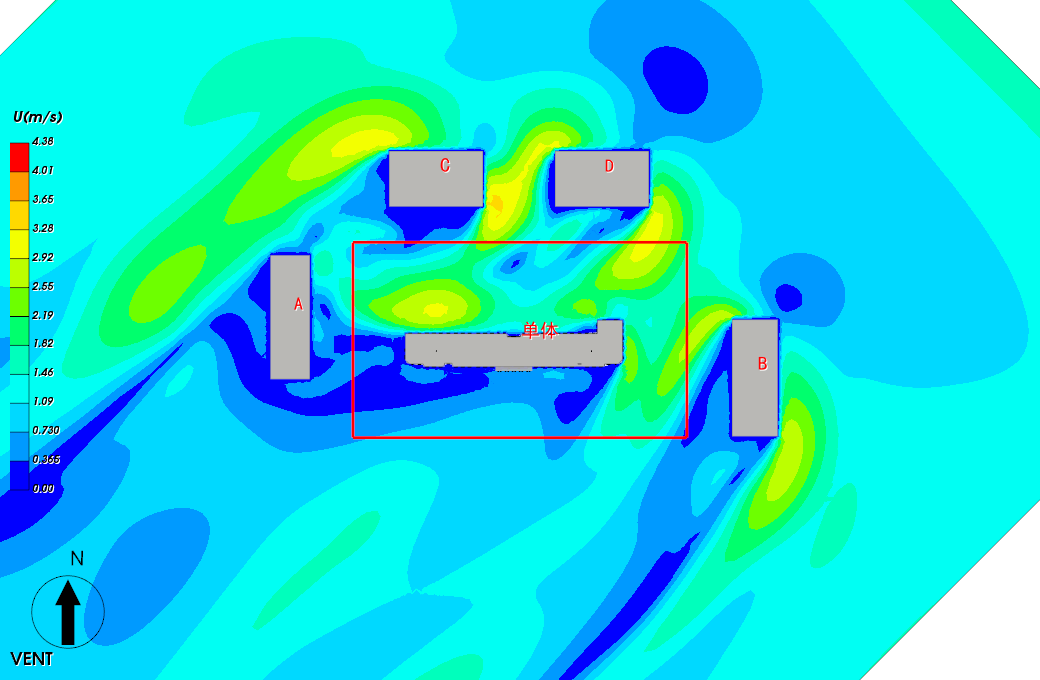 U(m/s)
4.38
4.01
3.65
3.28
2.92
2.55
2.19
1.82
1.46
1.09
0.730
0.365
0.00
C
D
A
单体
B
N
VENT